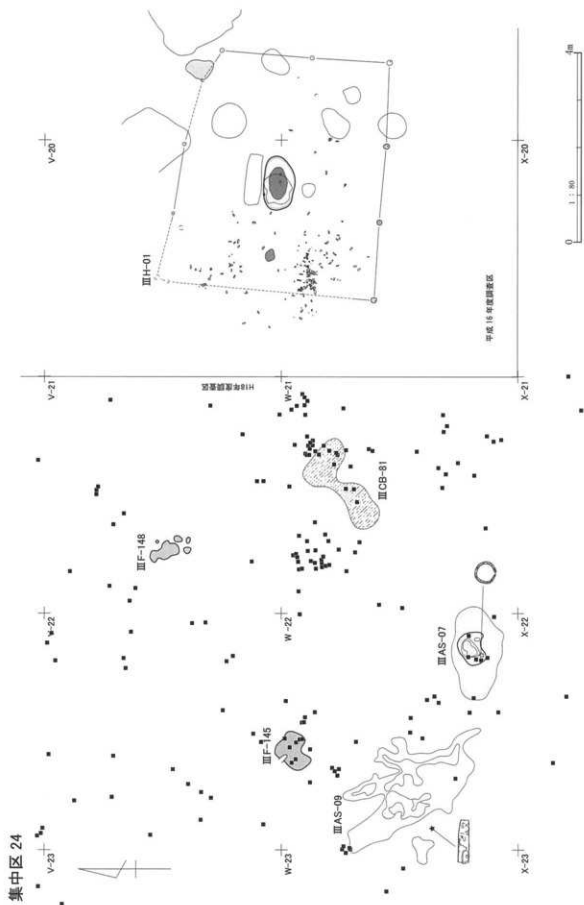 集中区 24
V-20
V-21
V-22
V-23
W-21
W-22
W-23
X-20
X-21
X-22
X-23
ⅢH-01
ⅢF-148
ⅢCB-81
ⅢF-145
ⅢAS-07
ⅢAS-09
H18年度調査区
平成 16 年度調査区
0
1 : 80
4m